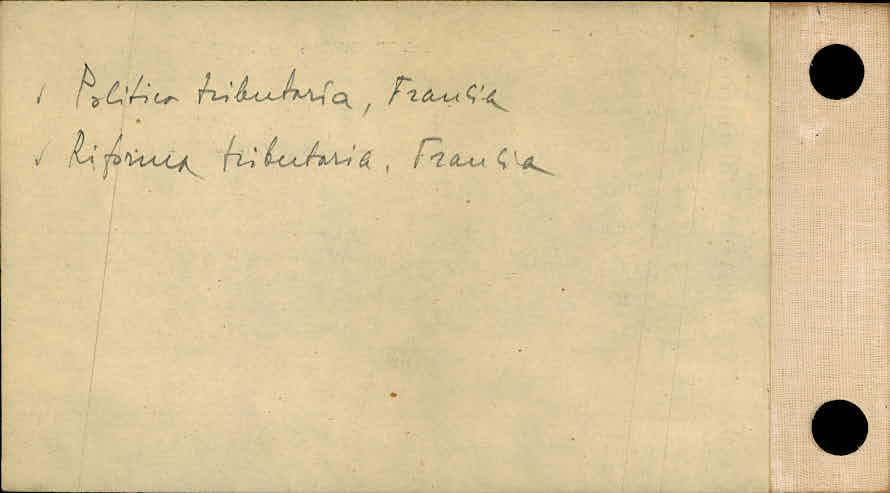 √ Politica tributaria, Francia
√ Riforma tributaria, Francia